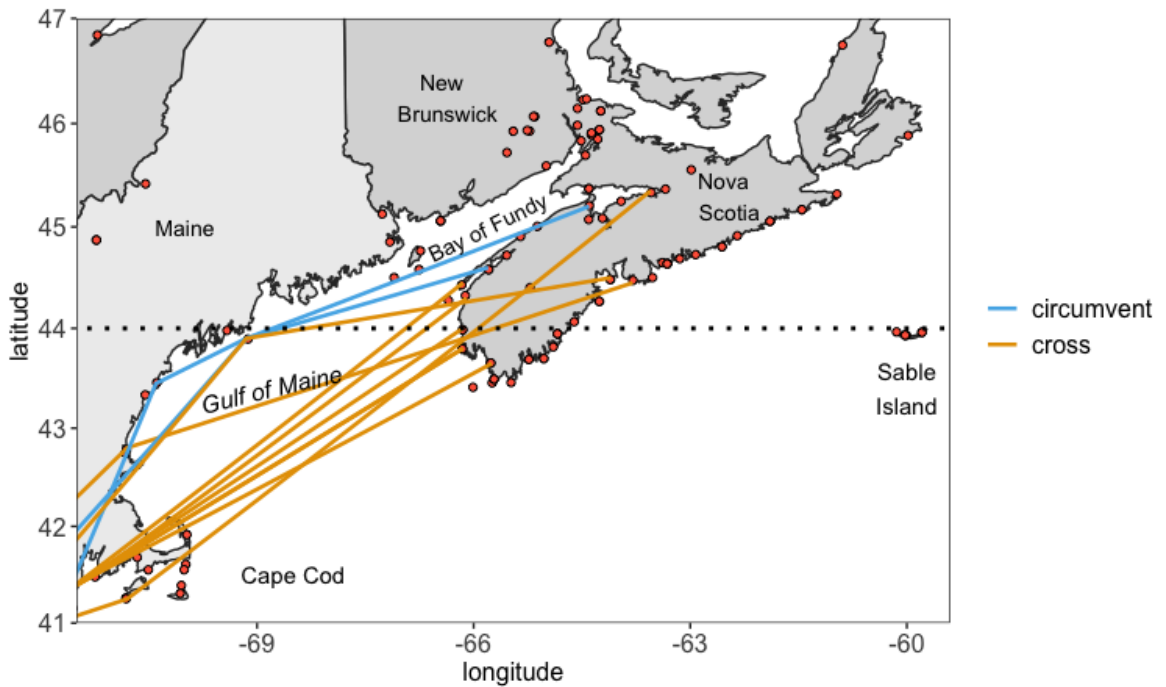 47
46
45
44
43
42
41
latitude
New
Brunswick
Maine
Nova
Scotia
Bay of Fundy
Gulf of Maine
Sable
Island
Cape Cod
-69
-66
-63
-60
longitude
circumvent
cross